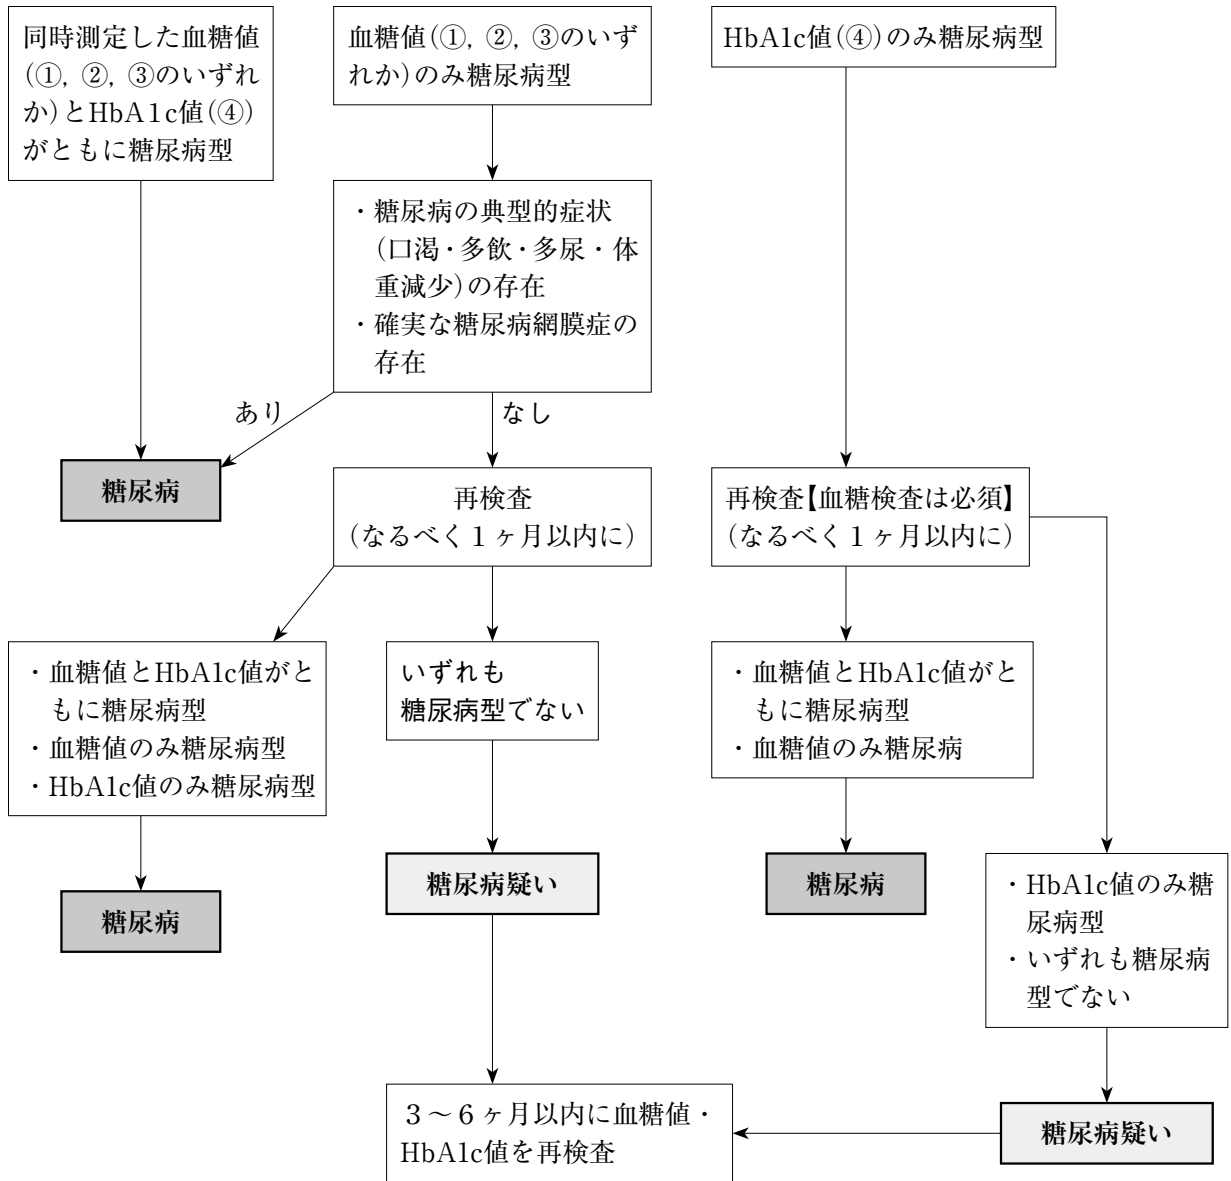 同時測定した血糖値
(①, ②, ③のいずれ
か)とHbA1c値(④)
がともに糖尿病型
血糖値(①, ②, ③のいず
れか)のみ糖尿病型
HbA1c値(④)のみ糖尿病型
・糖尿病の典型的症状
(口渇・多飲・多尿・体
重減少)の存在
・確実な糖尿病網膜症の
存在
あり
なし
糖尿病
再検査
(なるべく1ヶ月以内に)
再検査【血糖検査は必須】
(なるべく1ヶ月以内に)
・血糖値とHbA1c値がと
もに糖尿病型
・血糖値のみ糖尿病型
・HbA1c値のみ糖尿病型
いずれも
糖尿病型でない
・血糖値とHbA1c値がと
もに糖尿病型
・血糖値のみ糖尿病
糖尿病
糖尿病疑い
糖尿病
・HbA1c値のみ糖
尿病型
・いずれも糖尿病
型でない
3～6ヶ月以内に血糖値・
HbA1c値を再検査
糖尿病疑い